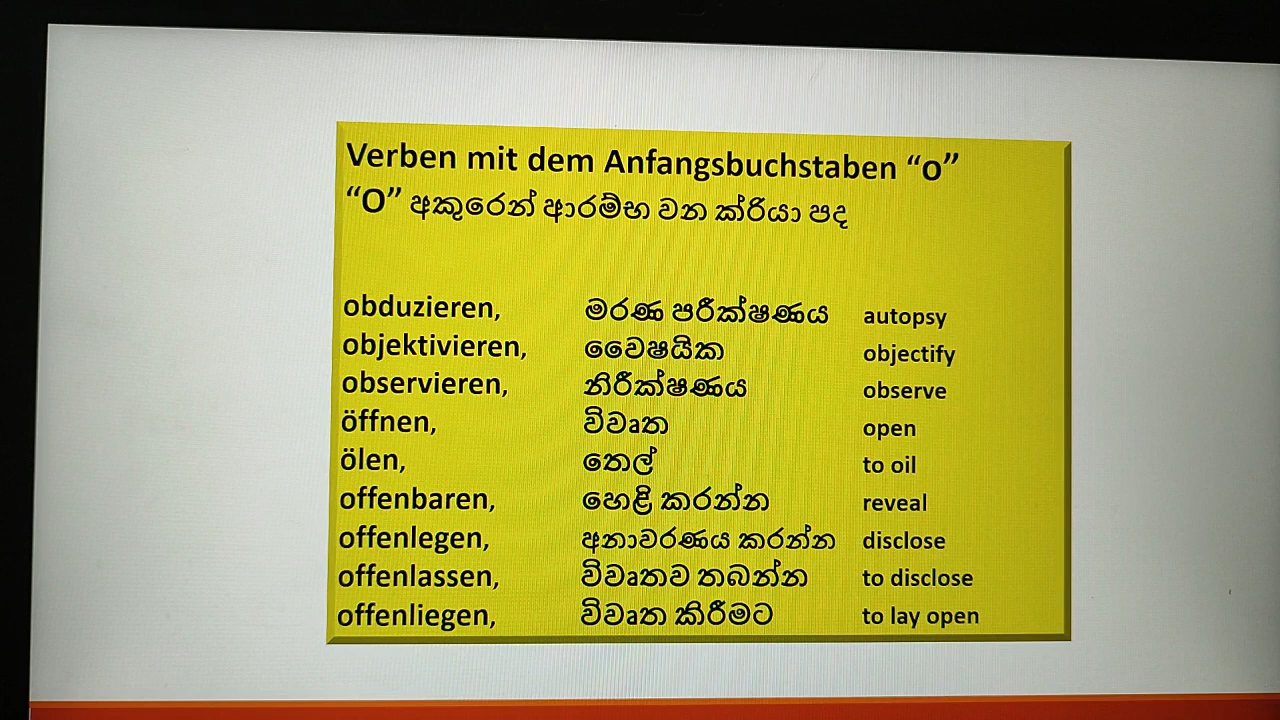 Verben mit dem Anfangsbuchstaben “o”
“O” අකුරෙන් ආරම්භ වන ක්රියා පද
obduzieren, මරණ පරීක්ෂණය autopsy
objektivieren, වෛෂයික objectify
observieren, නිරීක්ෂණය observe
öffnen, විවෘත open
ölen, තෙල් to oil
offenbaren, හෙළි කරන්න reveal
offenlegen, අනාවරණය කරන්න disclose
offenlassen, විවෘතව තබන්න to disclose
offenliegen, විවෘත කිරීමට to lay open